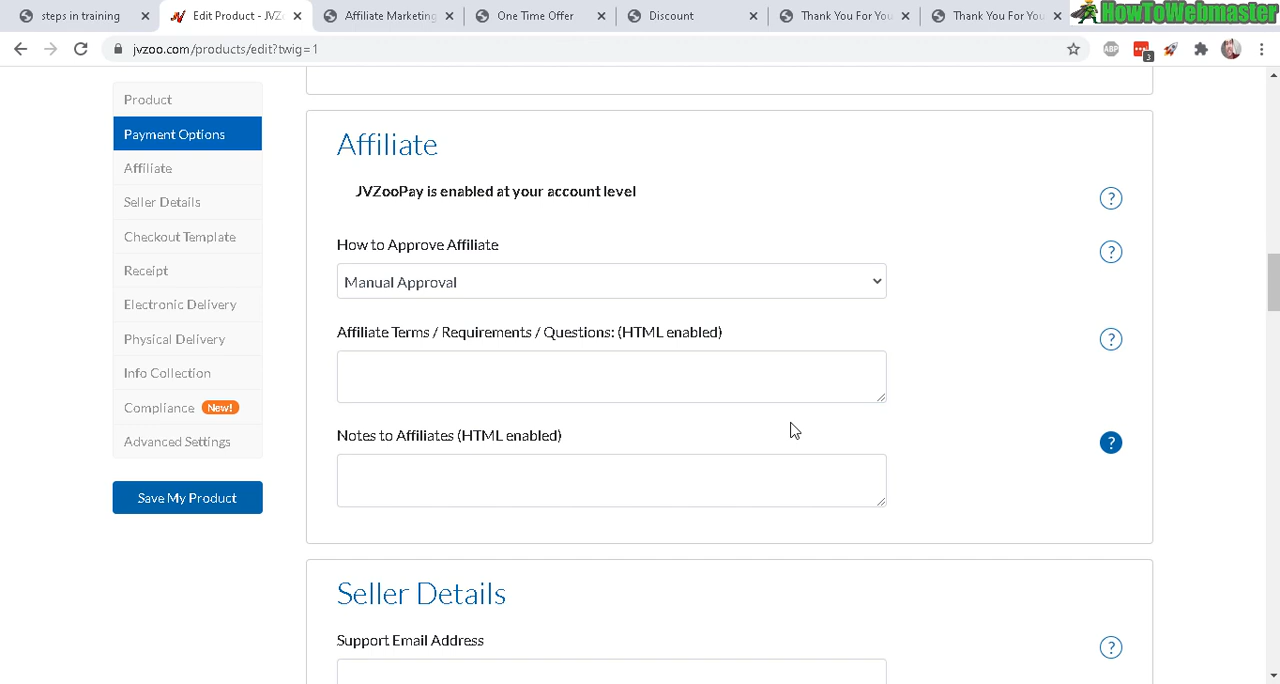 steps in training
Edit Product - JVZ
Affiliate Marketing
One Time Offer
Discount
Thank You For You
Thank You For You
HowToWebmaster
jvzoo.com/products/edit?twig=1
ABP
3
Product
Payment Options
Affiliate
Seller Details
Checkout Template
Receipt
Electronic Delivery
Physical Delivery
Info Collection
Compliance New!
Advanced Settings
Save My Product
Affiliate
JVZooPay is enabled at your account level
?
How to Approve Affiliate
?
Manual Approval
Affiliate Terms / Requirements / Questions: (HTML enabled)
?
Notes to Affiliates (HTML enabled)
?
Seller Details
Support Email Address
?